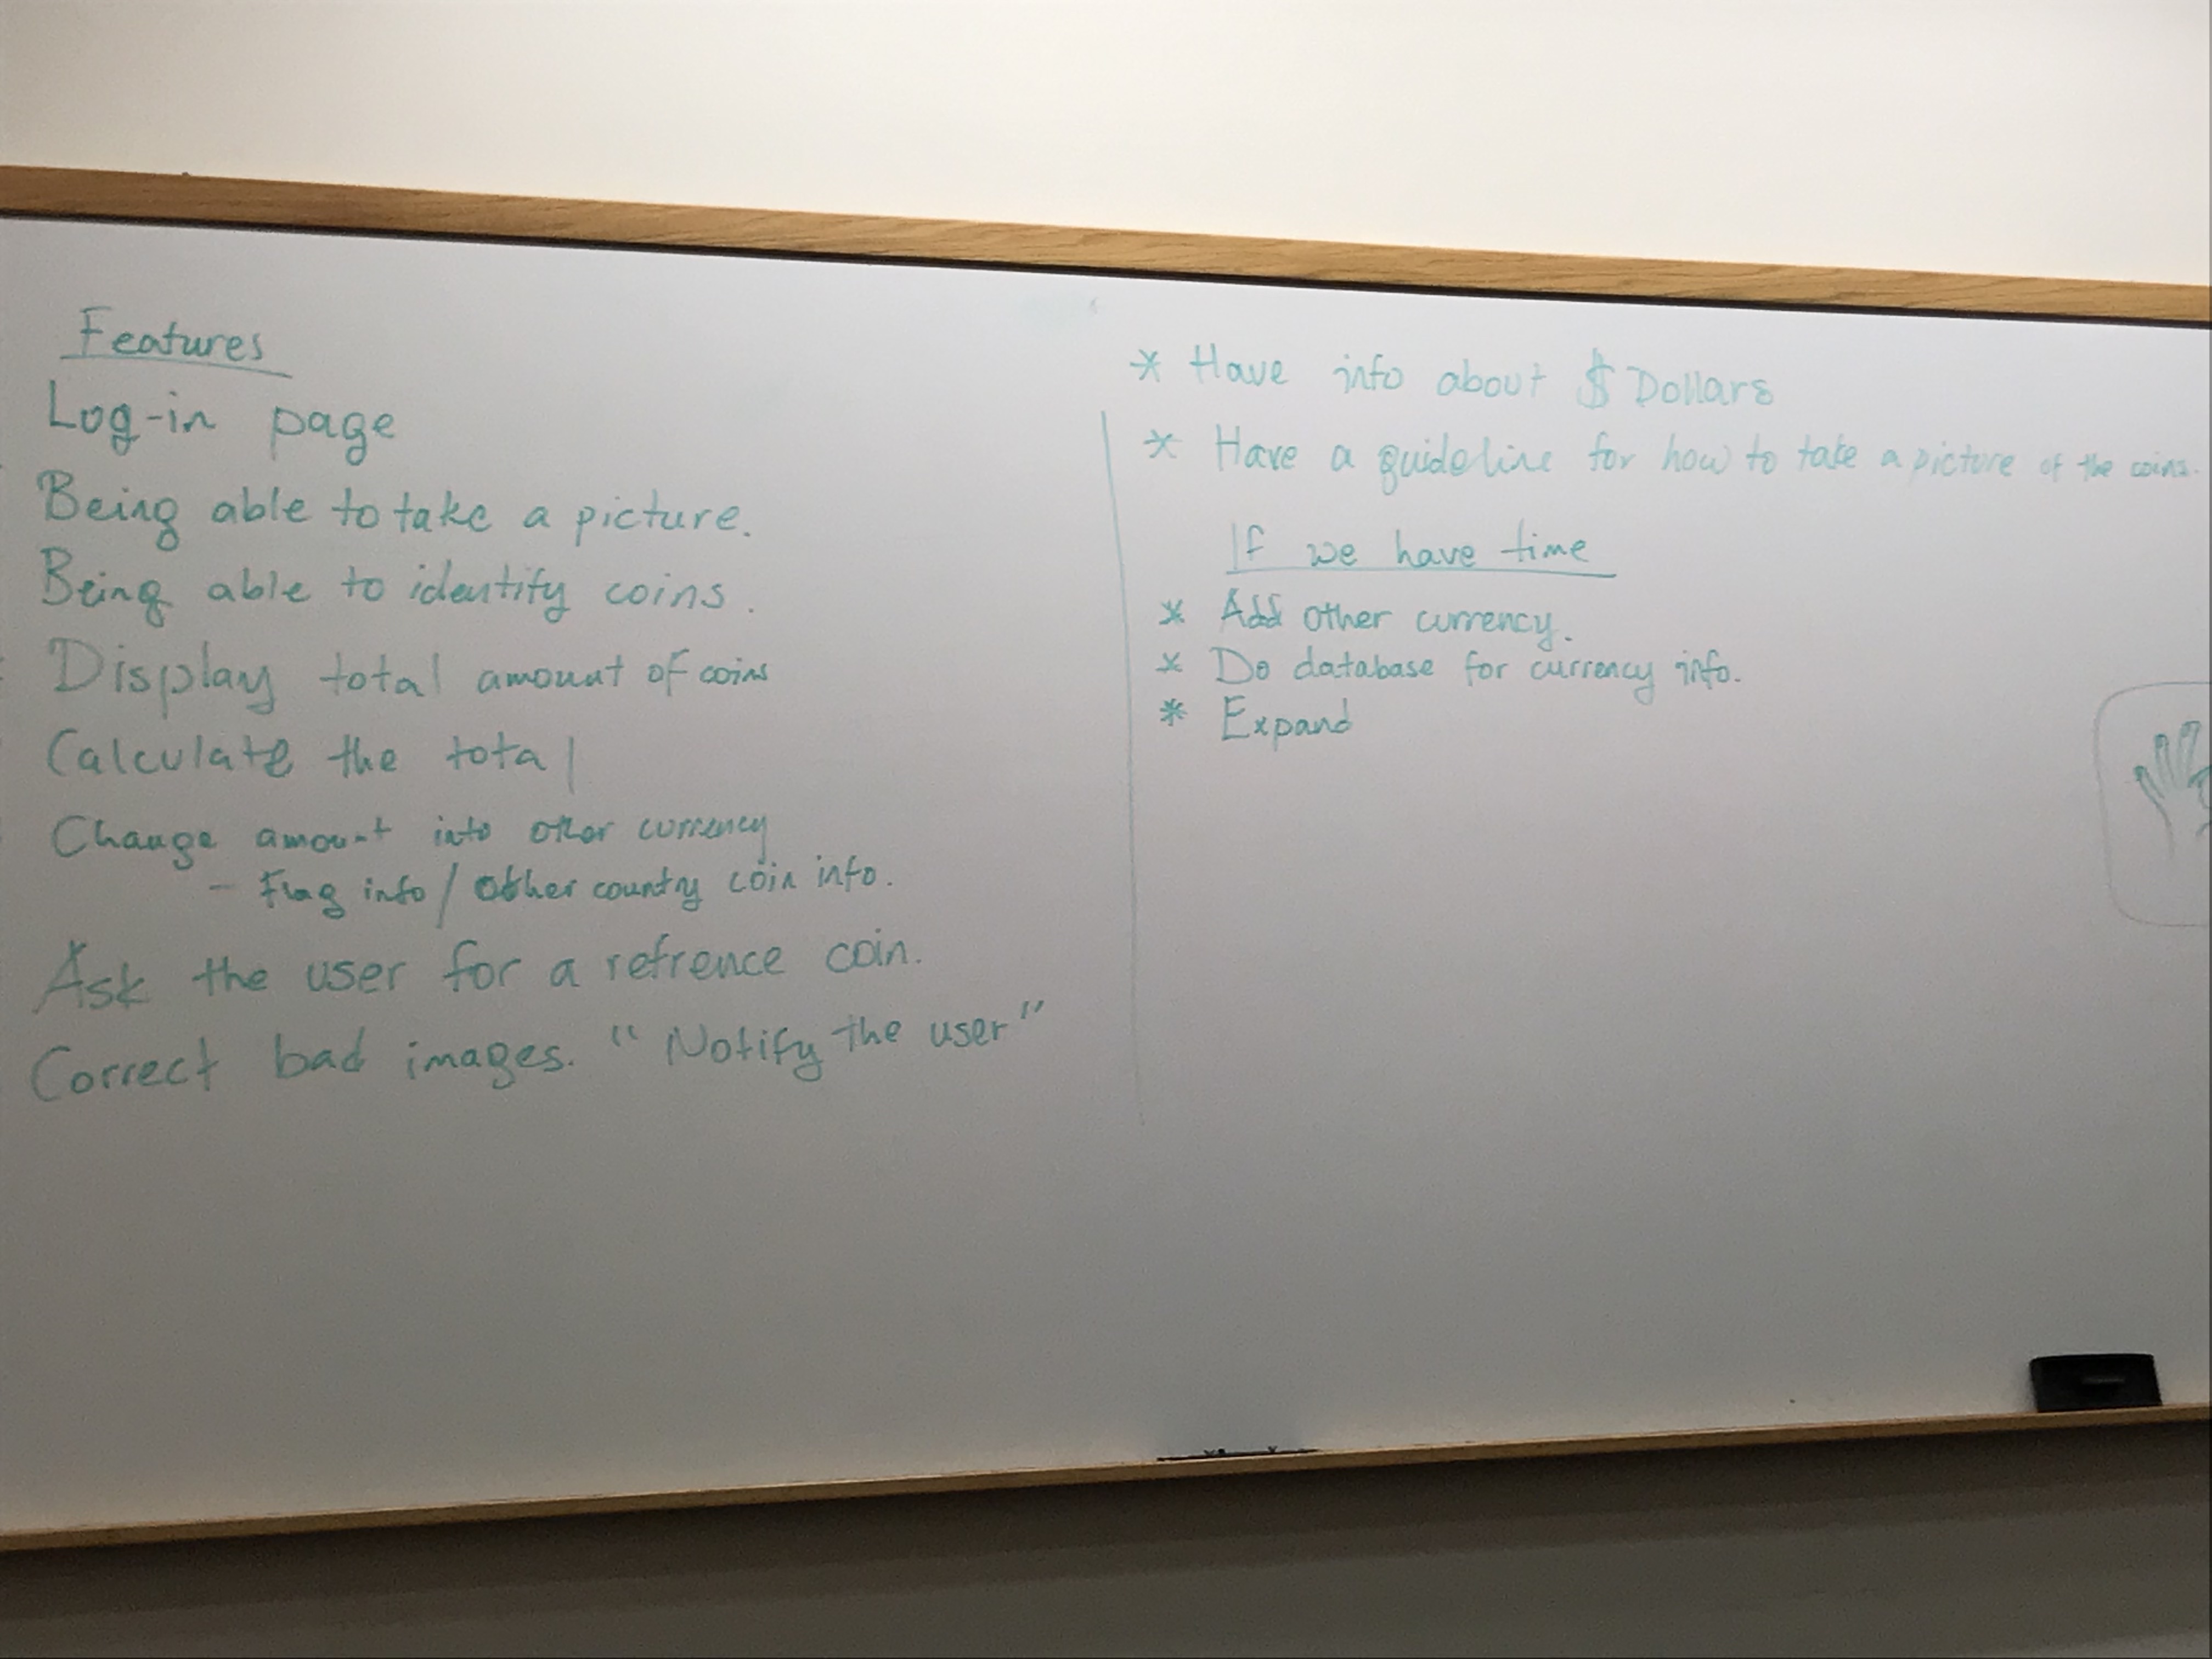 Features
Log-in page
Being able to take a picture.
Being able to identify coins.
Display total amount of coins
Calculate the total
Change amount into other currency
- Flag info / other country coin info.
Ask the user for a refrence coin.
Correct bad images. "Notify the user"
* Have info about $ Dollars
* Have a guideline for how to take a picture of the coins.
If we have time
* Add other currency.
* Do database for currency info.
* Expand